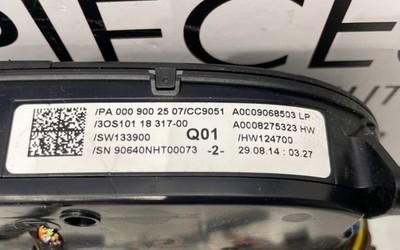 PIECES
/PA 000 900 25 07/CC9051 A0009068503 LP
/3OS101 18 317-00 A0008275323 HW
/SW133900 Q01 /HW124700
/SN 90640NHT00073 -2- 29.08.14 : 03.27